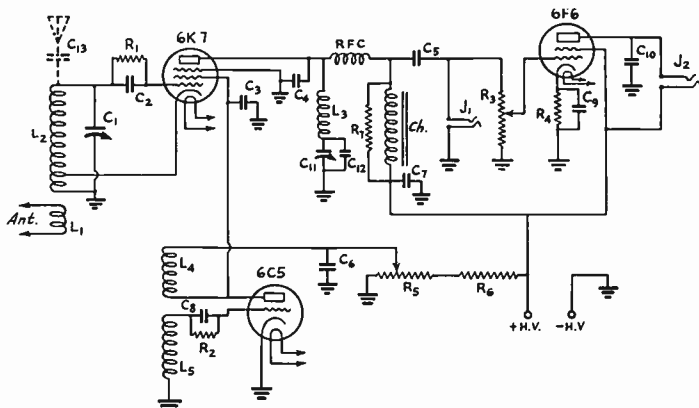 6K7
RFC
6F6
C13
R1
C2
C3
C4
C5
C10
J2
L2
C1
L3
R7
Ch.
J1
R3
R4
C9
C11
C12
C7
Ant.
L1
L4
6C5
C6
R5
R6
C8
R2
L5
+H.V.
-H.V